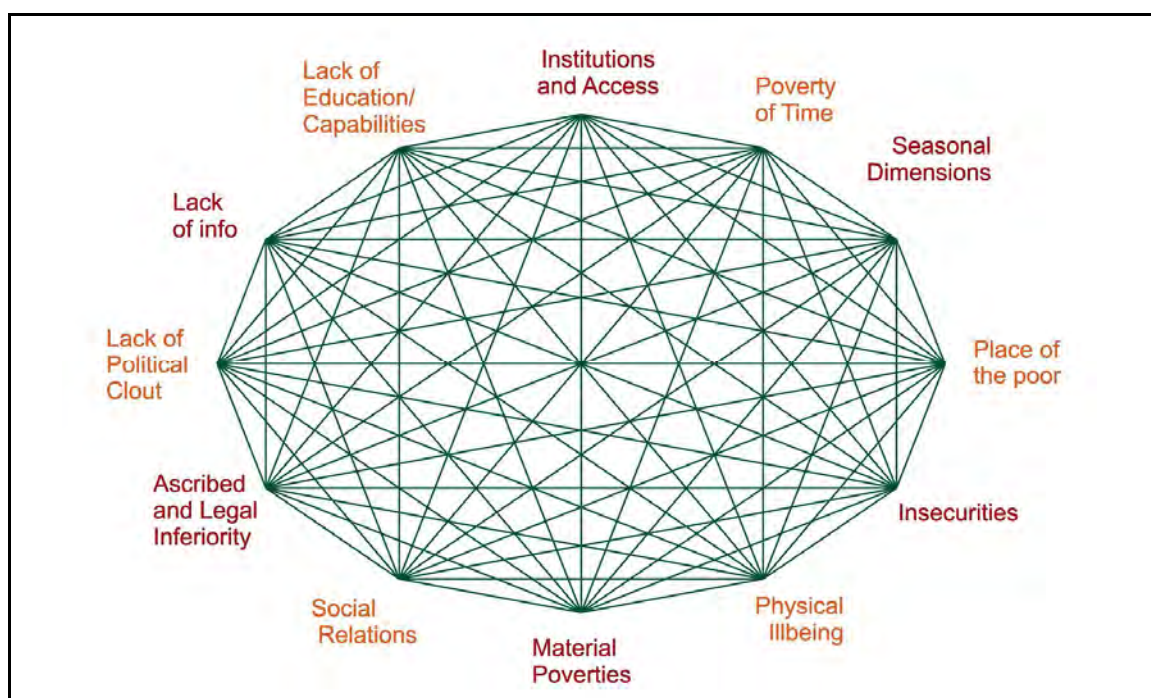 Institutions
and Access
Lack of
Education/
Capabilities
Poverty
of Time
Seasonal
Dimensions
Lack
of info
Lack of
Political
Clout
Place of
the poor
Ascribed
and Legal
Inferiority
Insecurities
Social
Relations
Physical
Illbeing
Material
Poverties